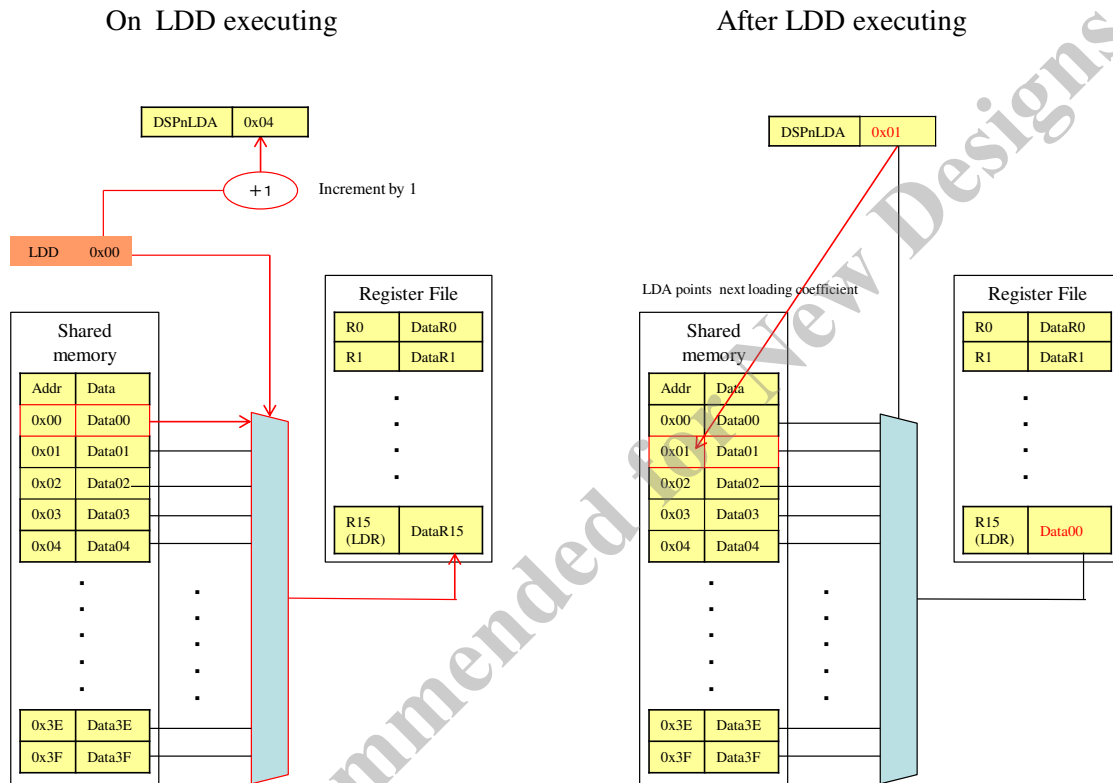 On LDD executing
DSPnLDA 0x04
+1 Increment by 1
LDD 0x00
Register File
R0 DataR0
R1 DataR1
R15 (LDR) DataR15
Shared memory
Addr Data
0x00 Data00
0x01 Data01
0x02 Data02
0x03 Data03
0x04 Data04
0x3E Data3E
0x3F Data3F
After LDD executing
DSPnLDA 0x01
LDA points next loading coefficient
Register File
R0 DataR0
R1 DataR1
R15 (LDR) Data00
Shared memory
Addr Data
0x00 Data00
0x01 Data01
0x02 Data02
0x03 Data03
0x04 Data04
0x3E Data3E
0x3F Data3F
mmended for New Designs